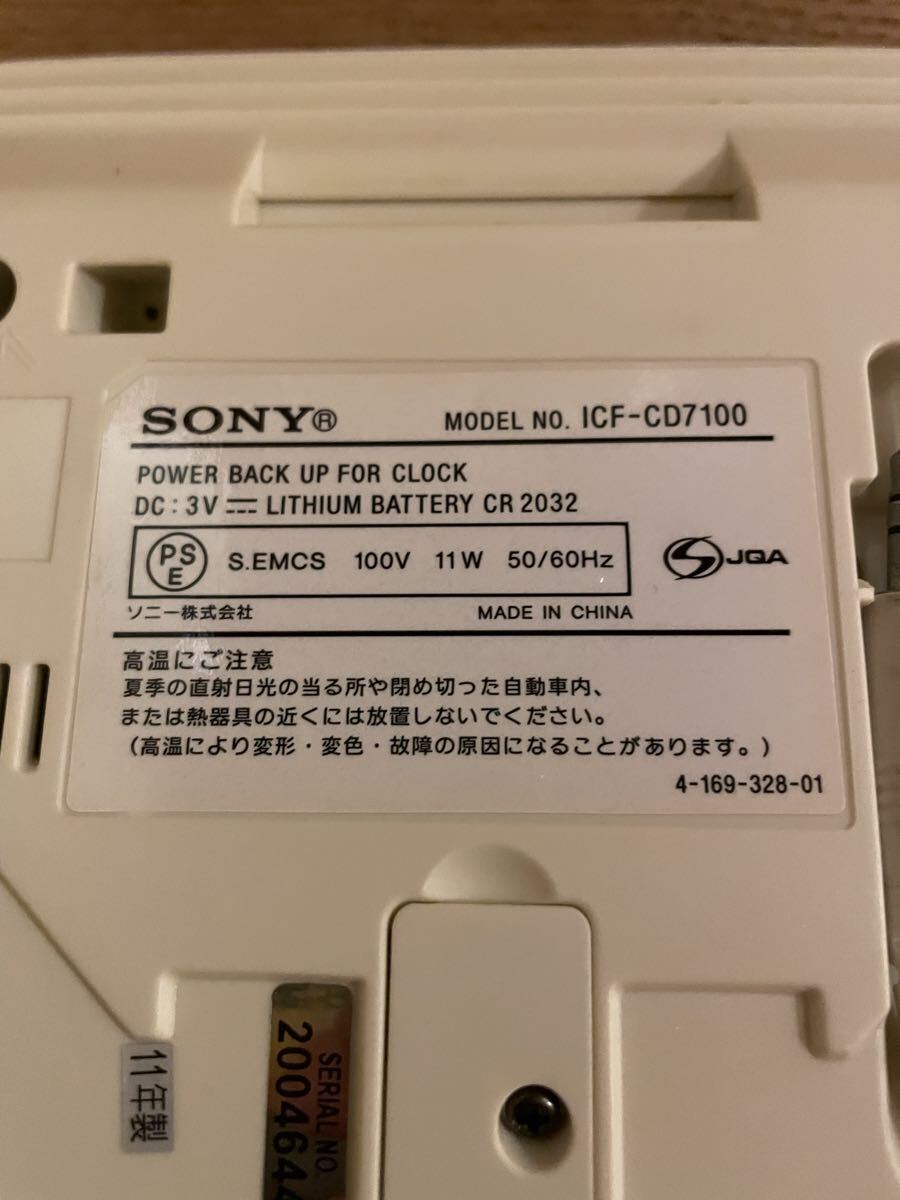 SONY® MODEL NO. ICF-CD7100
POWER BACK UP FOR CLOCK
DC : 3V ⎓ LITHIUM BATTERY CR 2032
PSE S.EMCS 100V 11W 50/60Hz JQA
ソニー株式会社 MADE IN CHINA
高温にご注意
夏季の直射日光の当る所や閉め切った自動車内、
または熱器具の近くには放置しないでください。
(高温により変形・変色・故障の原因になることがあります。)
4-169-328-01
11年製
SERIAL NO.
200464